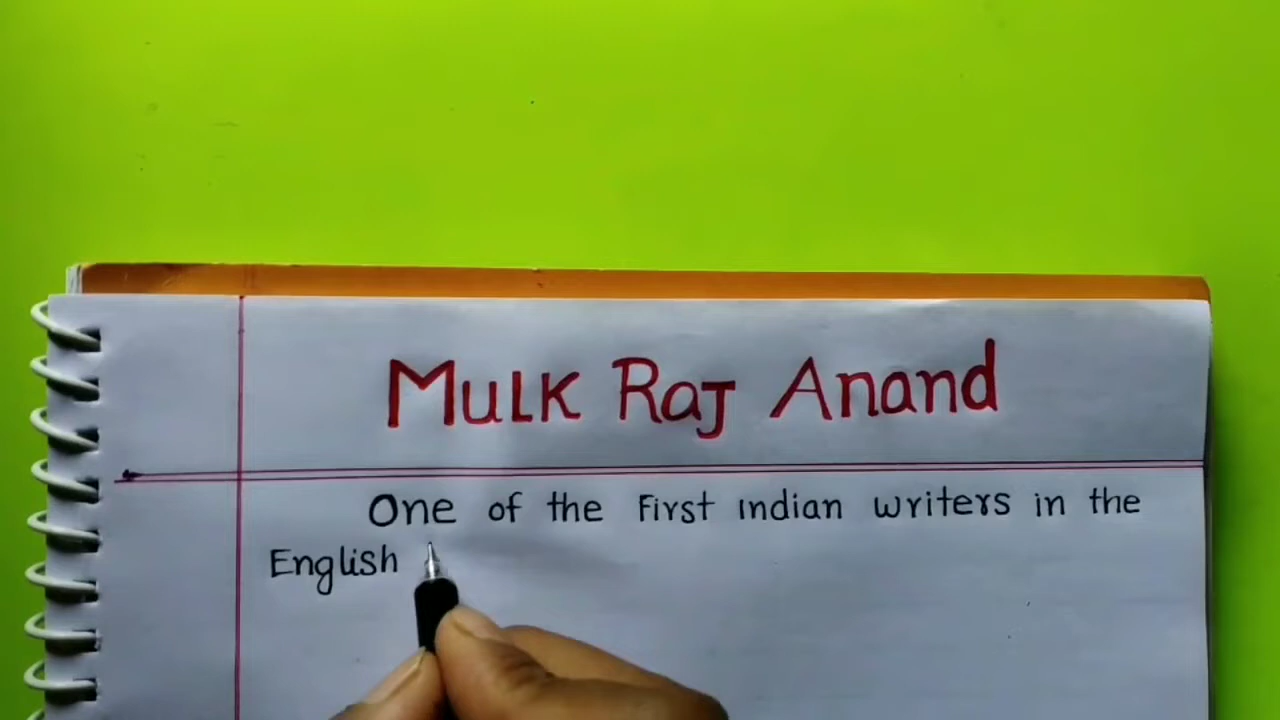 Mulk Raj Anand
One of the First Indian writers in the
English